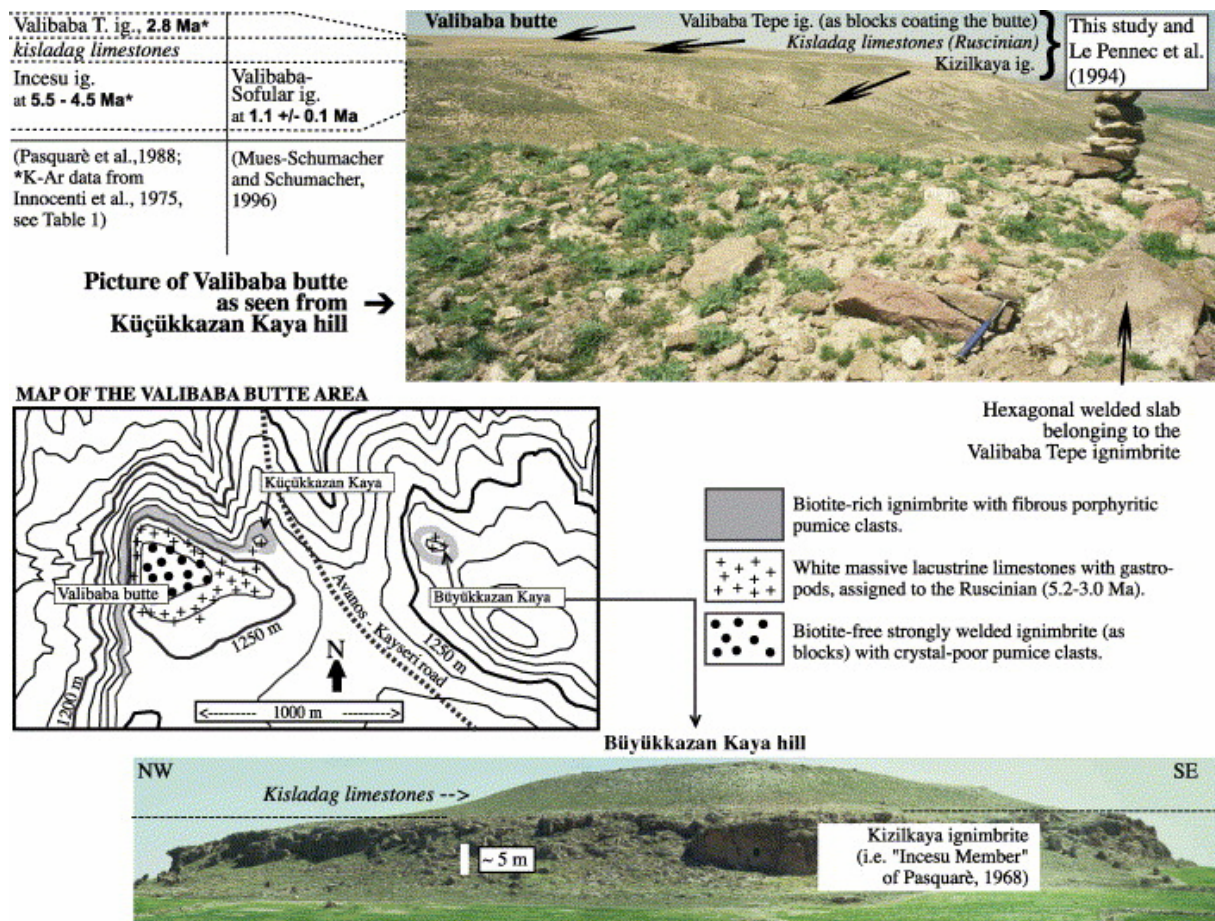 Valibaba T. ig., 2.8 Ma*
kisladag limestones
Incesu ig.
at 5.5 - 4.5 Ma*
Valibaba-
Sofular ig.
at 1.1 +/- 0.1 Ma
(Pasquarè et al.,1988;
*K-Ar data from
Innocenti et al., 1975,
see Table 1)
(Mues-Schumacher
and Schumacher,
1996)
Valibaba butte
Valibaba Tepe ig. (as blocks coating the butte)
Kisladag limestones (Ruscinian)
Kizilkaya ig.
This study and
Le Pennec et al.
(1994)
Picture of Valibaba butte
as seen from
Küçükkazan Kaya hill
Hexagonal welded slab
belonging to the
Valibaba Tepe ignimbrite
MAP OF THE VALIBABA BUTTE AREA
Küçükkazan Kaya
Valibaba butte
Büyükkazan Kaya
Avanos - Kayseri road
1250 m
1250 m
1200 m
N
<--------- 1000 m --------->
Biotite-rich ignimbrite with fibrous porphyritic
pumice clasts.
White massive lacustrine limestones with gastro-
pods, assigned to the Ruscinian (5.2-3.0 Ma).
Biotite-free strongly welded ignimbrite (as
blocks) with crystal-poor pumice clasts.
Büyükkazan Kaya hill
NW
SE
Kisladag limestones -->
~ 5 m
Kizilkaya ignimbrite
(i.e. "Incesu Member"
of Pasquarè, 1968)